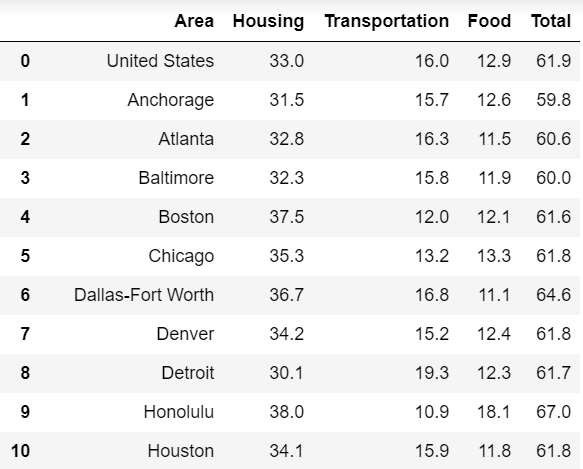 Area Housing Transportation Food Total
0 United States 33.0 16.0 12.9 61.9
1 Anchorage 31.5 15.7 12.6 59.8
2 Atlanta 32.8 16.3 11.5 60.6
3 Baltimore 32.3 15.8 11.9 60.0
4 Boston 37.5 12.0 12.1 61.6
5 Chicago 35.3 13.2 13.3 61.8
6 Dallas-Fort Worth 36.7 16.8 11.1 64.6
7 Denver 34.2 15.2 12.4 61.8
8 Detroit 30.1 19.3 12.3 61.7
9 Honolulu 38.0 10.9 18.1 67.0
10 Houston 34.1 15.9 11.8 61.8